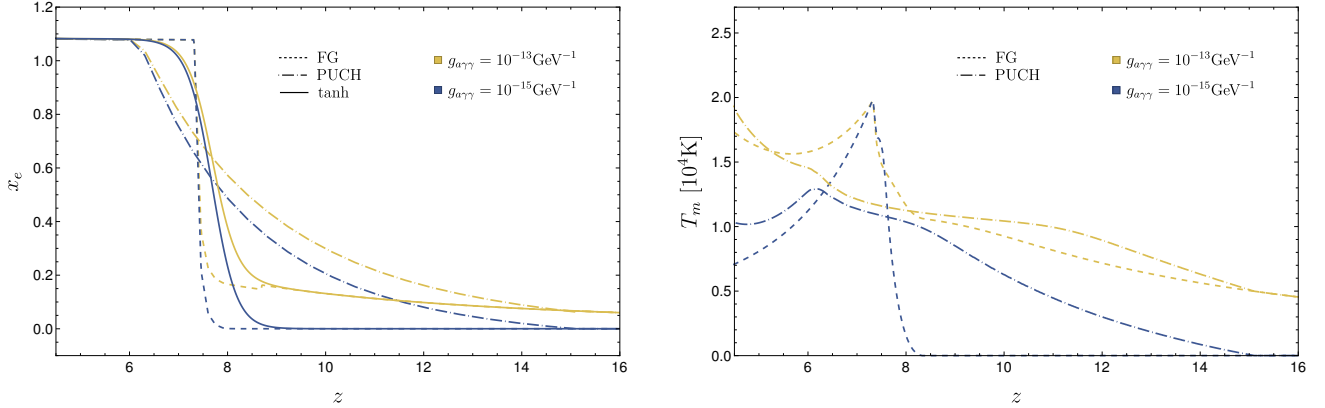 1.2
1.0
0.8
0.6
0.4
0.2
0.0
x_e
FG
PUCH
tanh
g_{aγγ} = 10^{-13}GeV^{-1}
g_{aγγ} = 10^{-15}GeV^{-1}
6 8 10 12 14 16
z
2.5
2.0
1.5
1.0
0.5
0.0
T_m [10^4K]
FG
PUCH
g_{aγγ} = 10^{-13}GeV^{-1}
g_{aγγ} = 10^{-15}GeV^{-1}
6 8 10 12 14 16
z